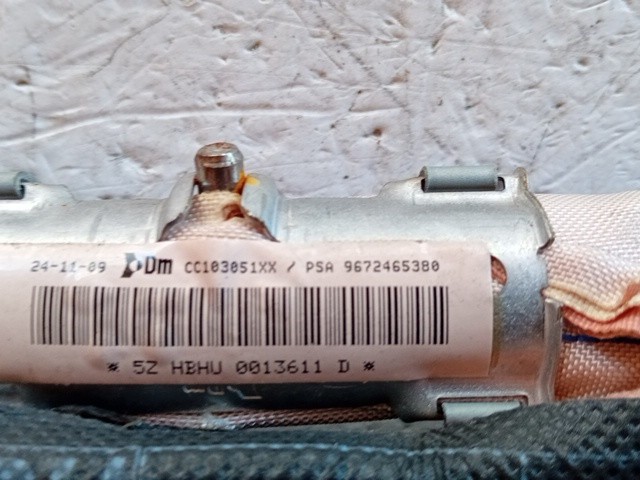 24-11-09 Dm CC103051XX / PSA 9672465380
* 5Z HBHU 0013611 D *